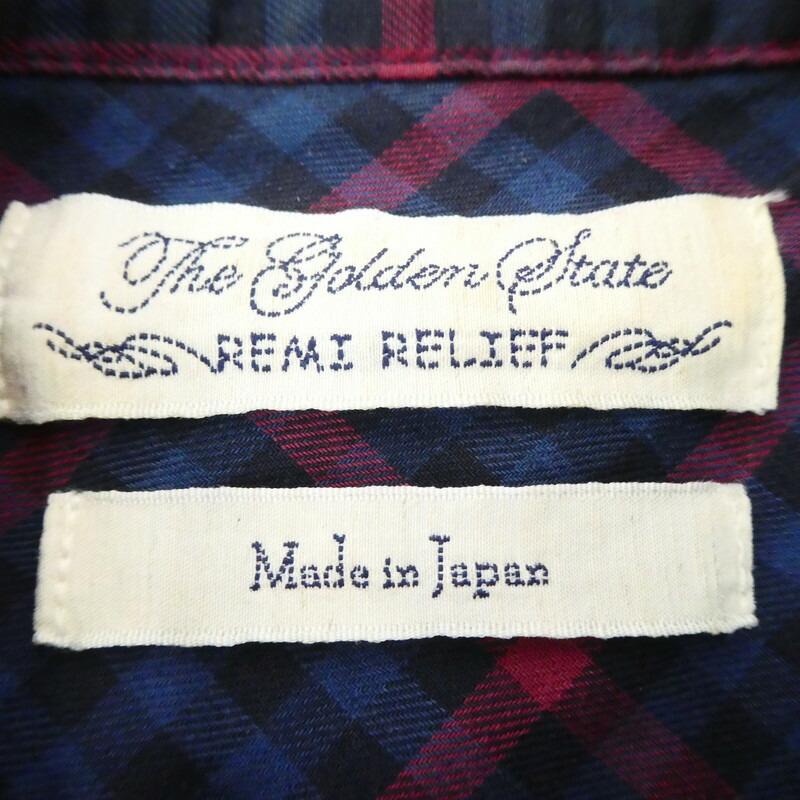 The Golden State
REMI RELIEF
Made in Japan